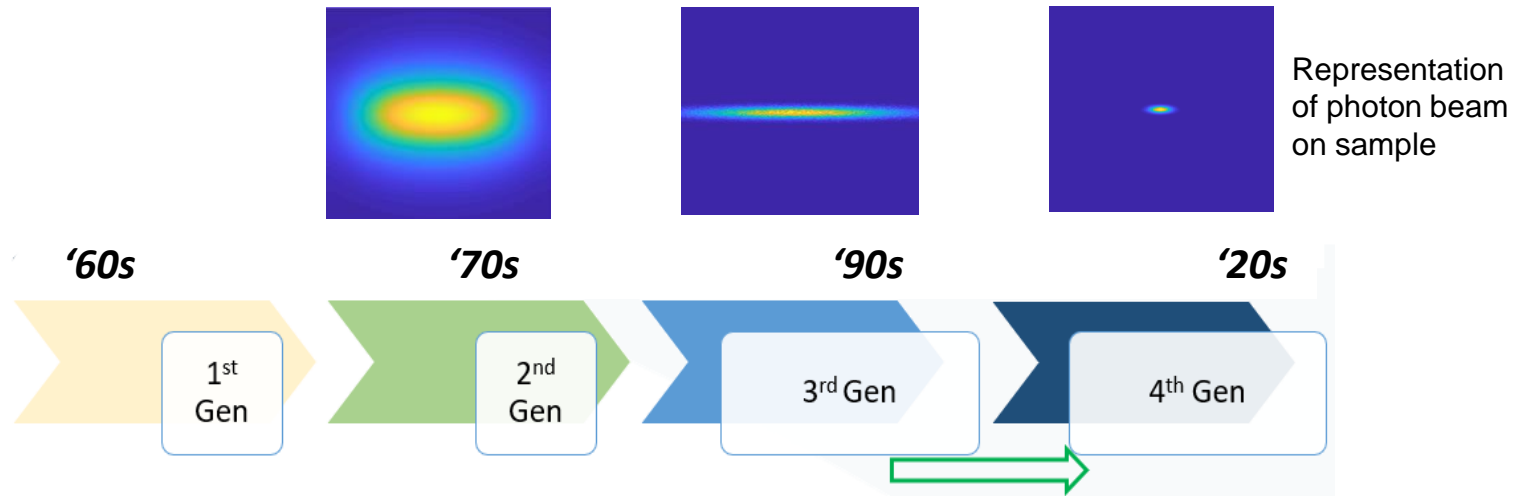 Representation
of photon beam
on sample
‘60s
‘70s
‘90s
‘20s
1st
Gen
2nd
Gen
3rd Gen
4th Gen